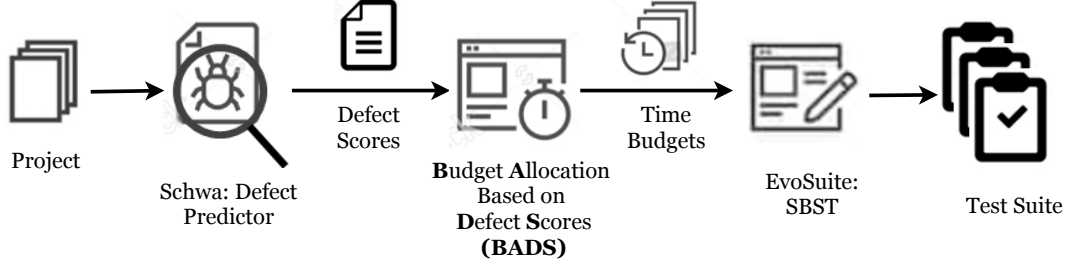 Project
Schwa: Defect
Predictor
Defect
Scores
Budget Allocation
Based on
Defect Scores
(BADS)
Time
Budgets
EvoSuite:
SBST
Test Suite